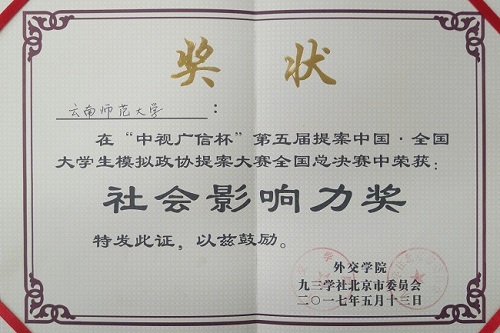 奖状
云南师范大学：
在“中视广信杯”第五届提案中国·全国
大学生模拟政协提案大赛全国总决赛中荣获：
社会影响力奖
特发此证，以兹鼓励。
外交学院
九三学社北京市委员会
二〇一七年五月十三日